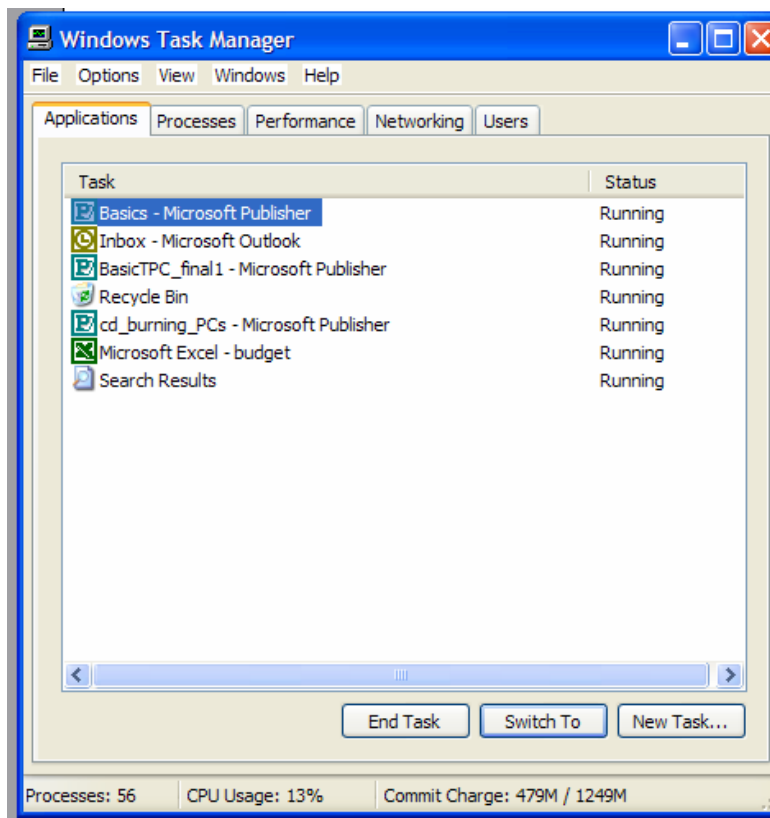 Windows Task Manager
File Options View Windows Help
Applications Processes Performance Networking Users
Task Status
Basics - Microsoft Publisher Running
Inbox - Microsoft Outlook Running
BasicTPC_final1 - Microsoft Publisher Running
Recycle Bin Running
cd_burning_PCs - Microsoft Publisher Running
Microsoft Excel - budget Running
Search Results Running
End Task Switch To New Task...
Processes: 56 CPU Usage: 13% Commit Charge: 479M / 1249M